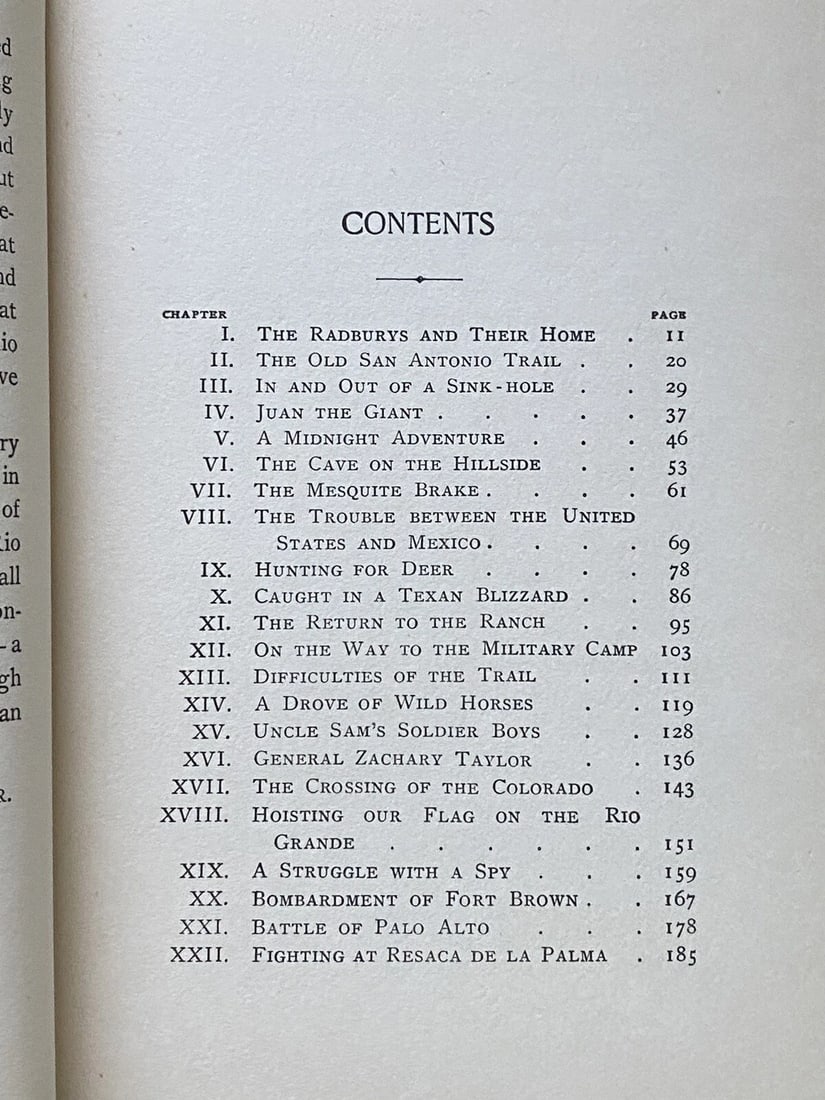 CONTENTS
CHAPTER PAGE
I. THE RADBURYS AND THEIR HOME . 11
II. THE OLD SAN ANTONIO TRAIL . . 20
III. IN AND OUT OF A SINK-HOLE . . 29
IV. JUAN THE GIANT . . . . . 37
V. A MIDNIGHT ADVENTURE . . . 46
VI. THE CAVE ON THE HILLSIDE . . 53
VII. THE MESQUITE BRAKE . . . . 61
VIII. THE TROUBLE BETWEEN THE UNITED
STATES AND MEXICO . . . . 69
IX. HUNTING FOR DEER . . . . 78
X. CAUGHT IN A TEXAN BLIZZARD . . 86
XI. THE RETURN TO THE RANCH . . 95
XII. ON THE WAY TO THE MILITARY CAMP 103
XIII. DIFFICULTIES OF THE TRAIL . . 111
XIV. A DROVE OF WILD HORSES . . 119
XV. UNCLE SAM'S SOLDIER BOYS . . 128
XVI. GENERAL ZACHARY TAYLOR . . 136
XVII. THE CROSSING OF THE COLORADO . 143
XVIII. HOISTING OUR FLAG ON THE RIO
GRANDE . . . . . . 151
XIX. A STRUGGLE WITH A SPY . . . 159
XX. BOMBARDMENT OF FORT BROWN . . 167
XXI. BATTLE OF PALO ALTO . . . 178
XXII. FIGHTING AT RESACA DE LA PALMA . 185